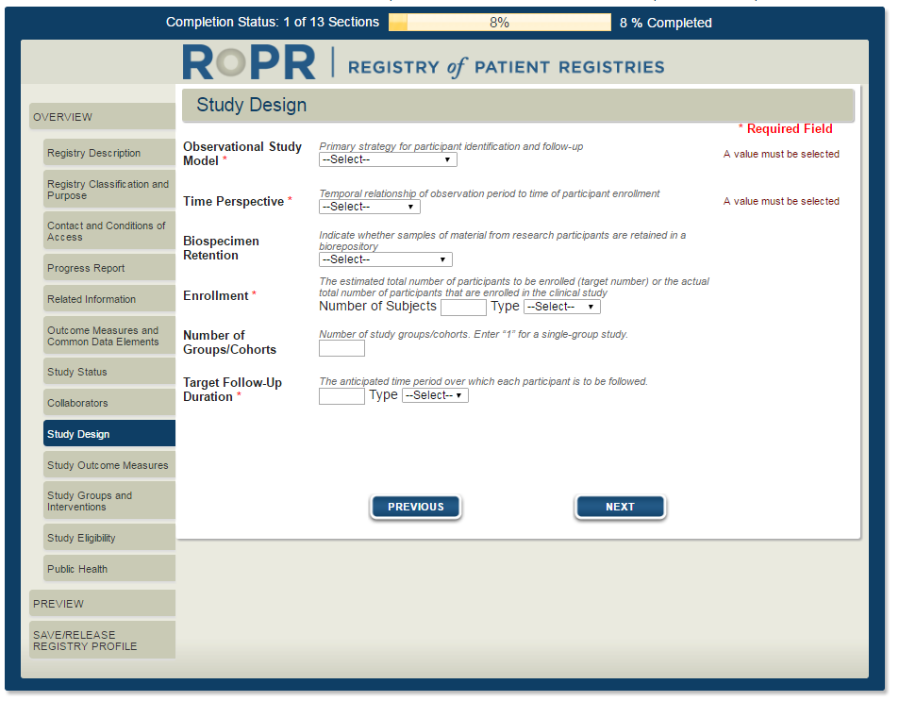 Completion Status: 1 of 13 Sections 8% 8 % Completed
ROPR | REGISTRY of PATIENT REGISTRIES
OVERVIEW
Registry Description
Registry Classification and
Purpose
Contact and Conditions of
Access
Progress Report
Related Information
Outcome Measures and
Common Data Elements
Study Status
Collaborators
Study Design
Study Outcome Measures
Study Groups and
Interventions
Study Eligibility
Public Health
PREVIEW
SAVE/RELEASE
REGISTRY PROFILE
Study Design
* Required Field
Observational Study
Model *
Primary strategy for participant identification and follow-up
--Select--
A value must be selected
Time Perspective *
Temporal relationship of observation period to time of participant enrollment
--Select--
A value must be selected
Biospecimen
Retention
Indicate whether samples of material from research participants are retained in a
biorepository
--Select--
Enrollment *
The estimated total number of participants to be enrolled (target number) or the actual
total number of participants that are enrolled in the clinical study
Number of Subjects Type --Select--
Number of
Groups/Cohorts
Number of study groups/cohorts. Enter "1" for a single-group study.
Target Follow-Up
Duration *
The anticipated time period over which each participant is to be followed.
Type --Select--
PREVIOUS NEXT